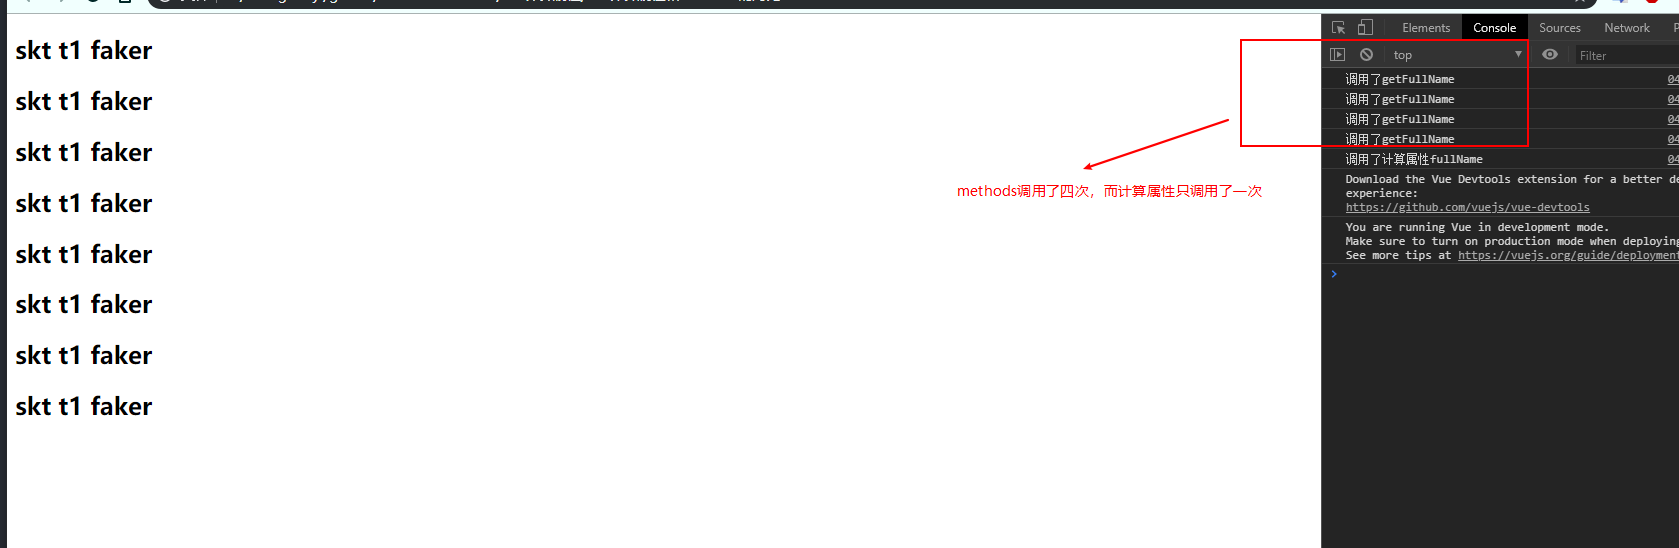 skt t1 faker
skt t1 faker
skt t1 faker
skt t1 faker
skt t1 faker
skt t1 faker
skt t1 faker
skt t1 faker
methods调用了四次，而计算属性只调用了一次
Elements Console Sources Network
top ▼ Filter
调用了getFullName 04
调用了getFullName 04
调用了getFullName 04
调用了getFullName 04
调用了计算属性fullName 04
Download the Vue Devtools extension for a better de
experience:
https://github.com/vuejs/vue-devtools
You are running Vue in development mode.
Make sure to turn on production mode when deploying
See more tips at https://vuejs.org/guide/deployment